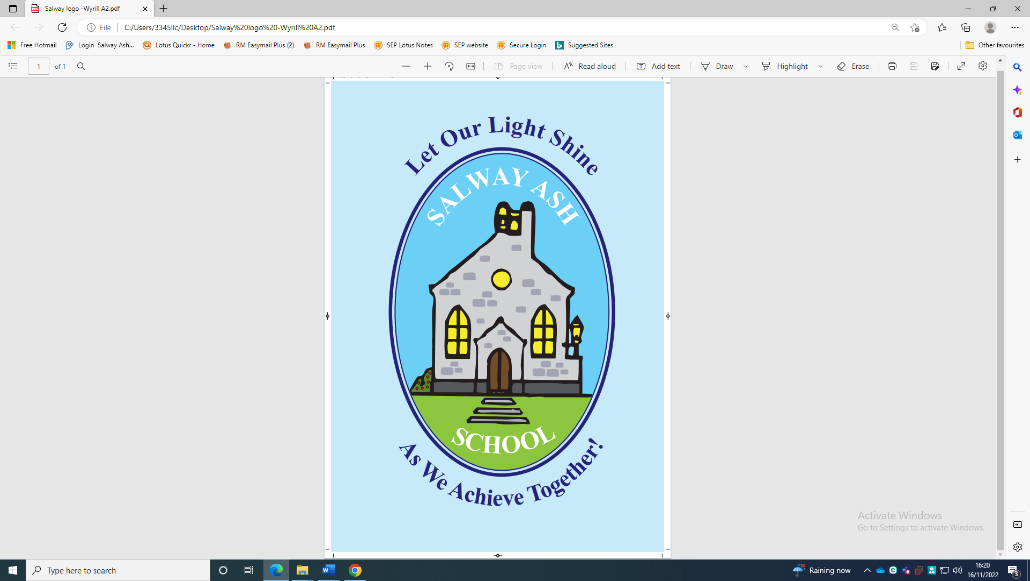 Salway logo -Wyrill A2.pdf
File
C:/Users/3345llc/Desktop/Salway%20logo%20-Wyrill%20A2.pdf
Free Hotmail
Login Salway Ash...
Lotus Quickr - Home
RM Easymail Plus (2)
RM Easymail Plus
SEP Lotus Notes
SEP website
Secure Login
Suggested Sites
Other favourites
1 of 1
Page view
Read aloud
Add text
Draw
Highlight
Erase
Let Our Light Shine
SALWAY ASH
SCHOOL
As We Achieve Together!
Activate Windows
Go to Settings to activate Windows.
Type here to search
Raining now
16:20
16/11/2022